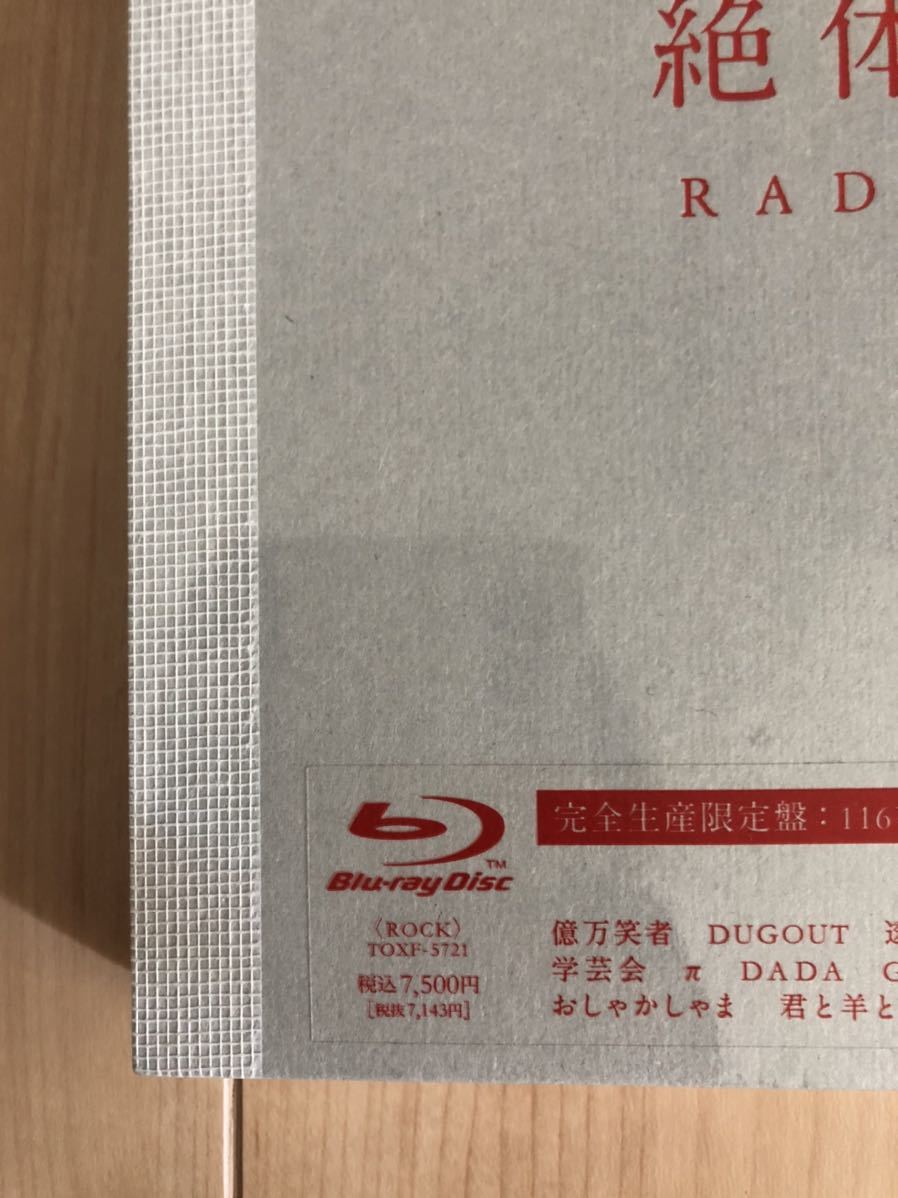 絶体
RAD
完全生産限定盤：116
Blu-ray Disc™
〈ROCK〉
TOXF-5721
税込7,500円
［税抜7,143円］
億万笑者 DUGOUT
学芸会 π DADA G
おしゃかしゃま 君と羊と